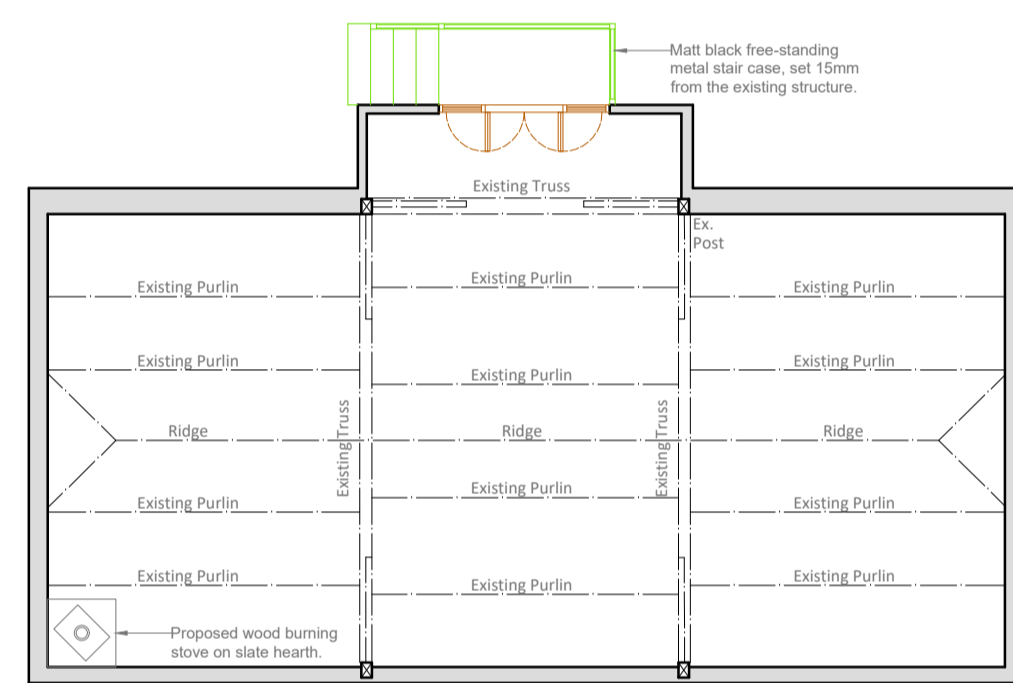 Matt black free-standing
metal stair case, set 15mm
from the existing structure.
Existing Truss
Ex.
Post
Existing Purlin
Existing Purlin
Existing Purlin
Existing Purlin
Existing Purlin
Existing Purlin
Existing Truss
Existing Truss
Ridge
Ridge
Ridge
Existing Purlin
Existing Purlin
Existing Purlin
Existing Purlin
Existing Purlin
Existing Purlin
Proposed wood burning
stove on slate hearth.